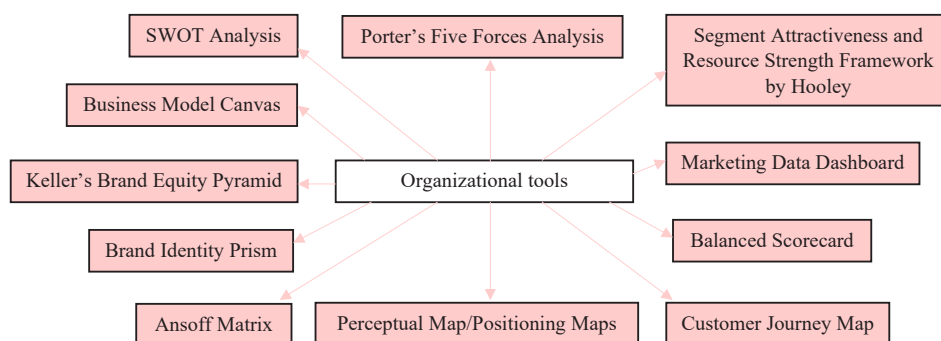 SWOT Analysis
Porter's Five Forces Analysis
Segment Attractiveness and
Resource Strength Framework
by Hooley
Business Model Canvas
Marketing Data Dashboard
Keller's Brand Equity Pyramid
Organizational tools
Brand Identity Prism
Balanced Scorecard
Ansoff Matrix
Perceptual Map/Positioning Maps
Customer Journey Map